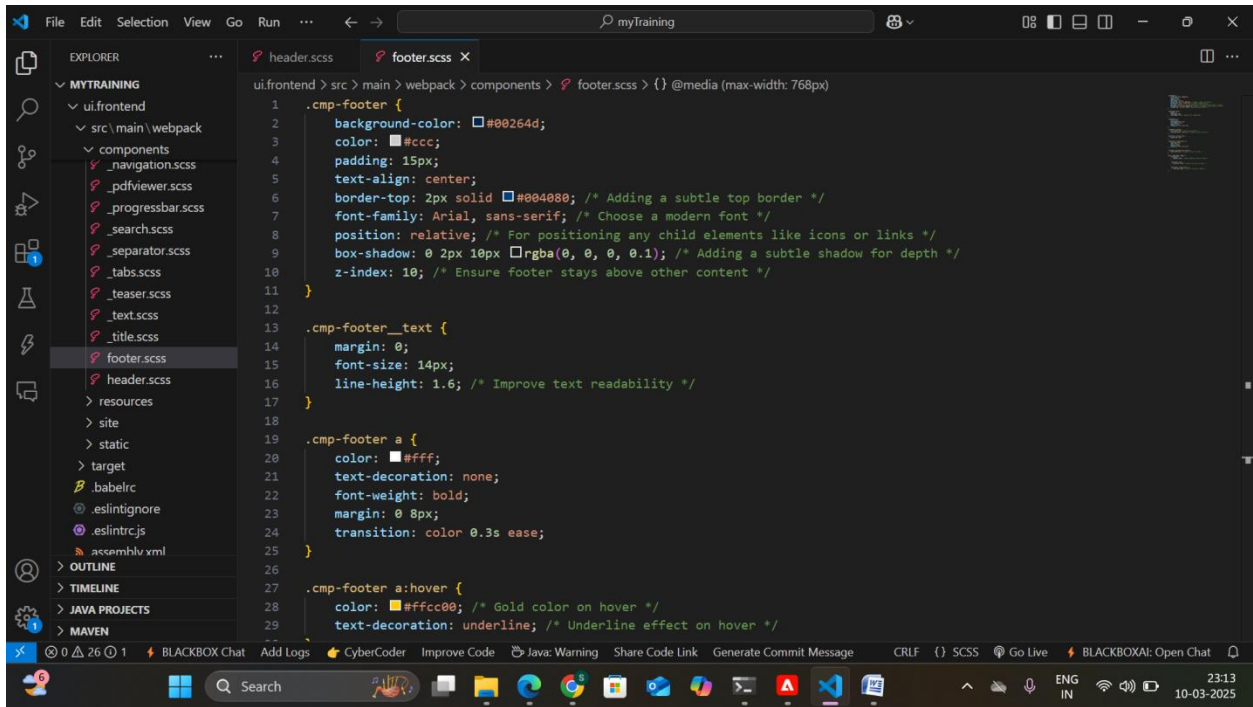 File Edit Selection View Go Run ··· myTraining
EXPLORER ···
MYTRAINING
ui.frontend
src\main\webpack
components
_navigation.scss
_pdfviewer.scss
_progressbar.scss
_search.scss
_separator.scss
_tabs.scss
_teaser.scss
_text.scss
_title.scss
footer.scss
header.scss
resources
site
static
target
.babelrc
.eslintignore
.eslintrc.js
assembly.xml
OUTLINE
TIMELINE
JAVA PROJECTS
MAVEN
header.scss footer.scss
ui.frontend > src > main > webpack > components > footer.scss > {} @media (max-width: 768px)
1 .cmp-footer {
2 background-color: #00264d;
3 color: #ccc;
4 padding: 15px;
5 text-align: center;
6 border-top: 2px solid #004080; /* Adding a subtle top border */
7 font-family: Arial, sans-serif; /* Choose a modern font */
8 position: relative; /* For positioning any child elements like icons or links */
9 box-shadow: 0 2px 10px rgba(0, 0, 0, 0.1); /* Adding a subtle shadow for depth */
10 z-index: 10; /* Ensure footer stays above other content */
11 }
12
13 .cmp-footer__text {
14 margin: 0;
15 font-size: 14px;
16 line-height: 1.6; /* Improve text readability */
17 }
18
19 .cmp-footer a {
20 color: #fff;
21 text-decoration: none;
22 font-weight: bold;
23 margin: 0 8px;
24 transition: color 0.3s ease;
25 }
26
27 .cmp-footer a:hover {
28 color: #ffcc00; /* Gold color on hover */
29 text-decoration: underline; /* Underline effect on hover */
0 26 1 BLACKBOX Chat Add Logs CyberCoder Improve Code Java: Warning Share Code Link Generate Commit Message CRLF {} SCSS Go Live BLACKBOXAI: Open Chat
6 Search ENG 23:13
IN 10-03-2025